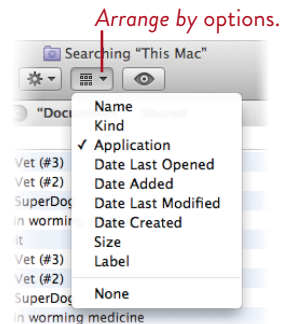 Arrange by options.
Searching "This Mac"
"Docu
Shared
Name
Kind
✓ Application
Date Last Opened
Date Added
Date Last Modified
Date Created
Size
Label
None
Vet (#3)
Vet (#2)
SuperDog
in worming
it
Vet (#3)
Vet (#2)
SuperDog
in worming medicine